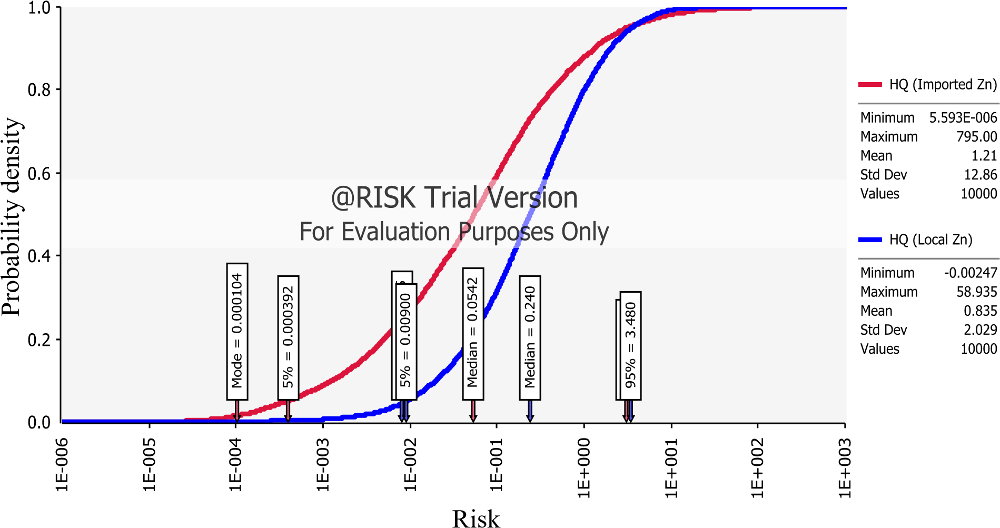 Probability density
1.0
0.8
0.6
0.4
0.2
0.0
@RISK Trial Version
For Evaluation Purposes Only
Mode = 0.000104
5% = 0.000392
5% = 0.00900
Median = 0.0542
Median = 0.240
95% = 3.480
1E-006
1E-005
1E-004
1E-003
1E-002
1E-001
1E+000
1E+001
1E+002
1E+003
Risk
HQ (Imported Zn)
Minimum 5.593E-006
Maximum 795.00
Mean 1.21
Std Dev 12.86
Values 10000
HQ (Local Zn)
Minimum -0.00247
Maximum 58.935
Mean 0.835
Std Dev 2.029
Values 10000